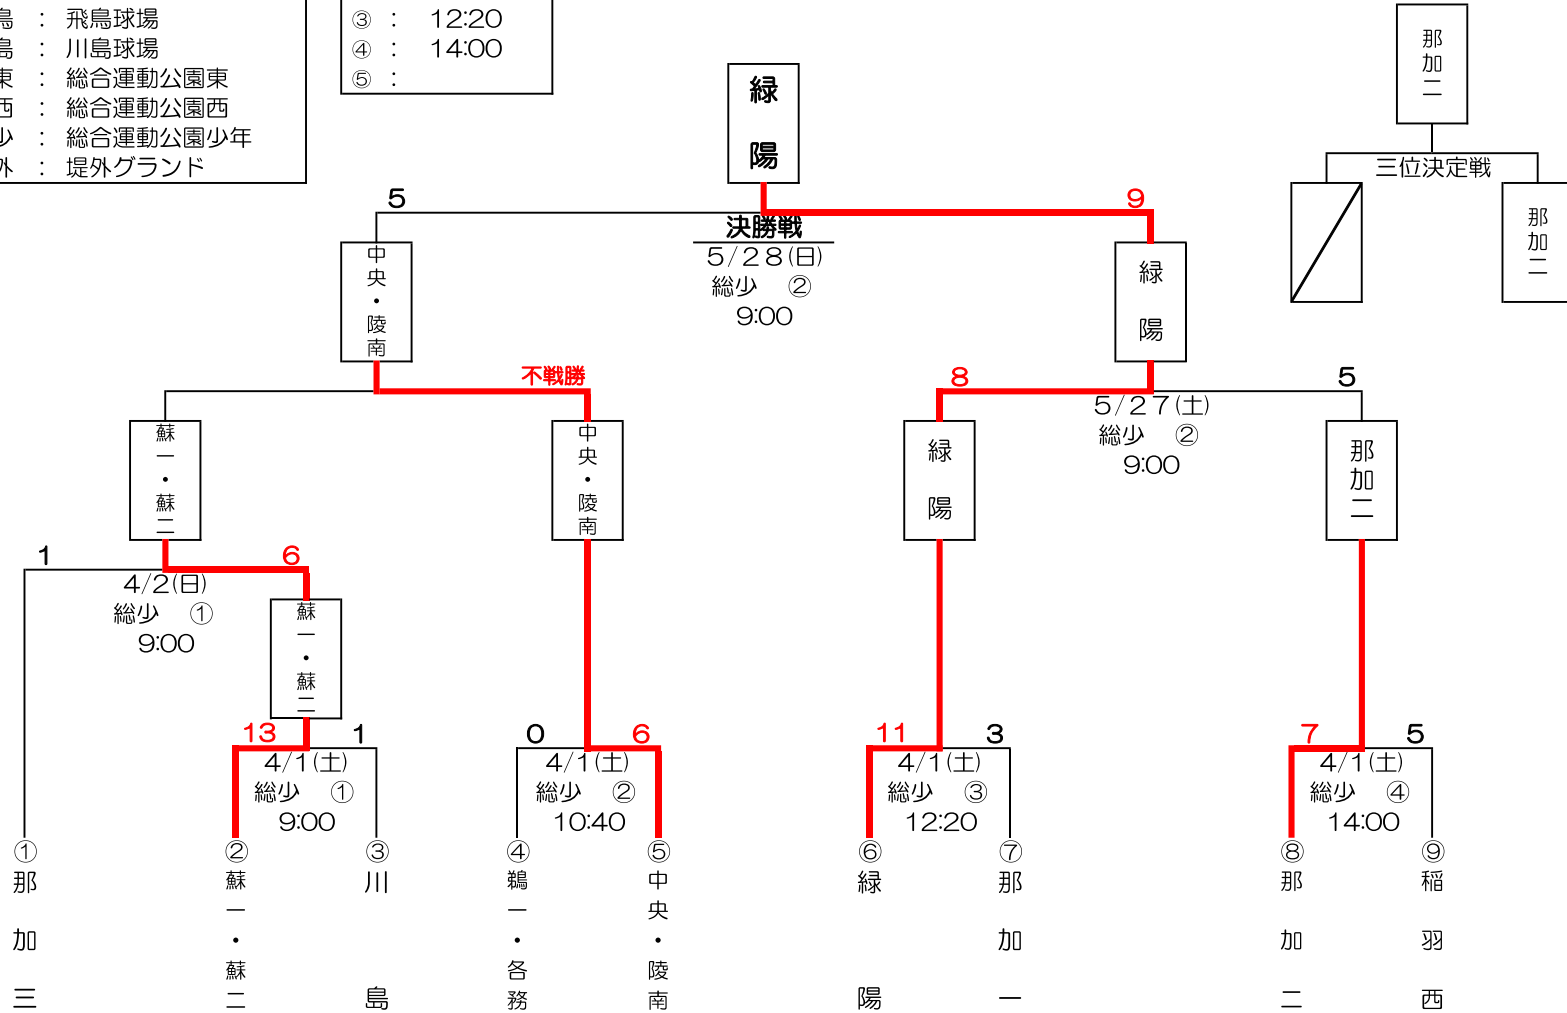 島 : 飛鳥球場
島 : 川島球場
東 : 総合運動公園東
西 : 総合運動公園西
少 : 総合運動公園少年
外 : 堤外グランド
③ : 12:20
④ : 14:00
⑤ :
緑陽
那加二
三位決定戦
那加二
5
9
決勝戦
5/28(日)
総少 ②
9:00
中央・陵南
緑陽
不戦勝
8
5
5/27(土)
総少 ②
9:00
蘇一・蘇二
中央・陵南
緑陽
那加二
1
6
4/2(日)
総少 ①
9:00
蘇一・蘇二
13
1
4/1(土)
総少 ①
9:00
0
6
4/1(土)
総少 ②
10:40
11
3
4/1(土)
総少 ③
12:20
7
5
4/1(土)
総少 ④
14:00
①
那加三
②
蘇一・蘇二
③
川島
④
鵜一・各務
⑤
中央・陵南
⑥
緑陽
⑦
那加一
⑧
那加二
⑨
稲羽西